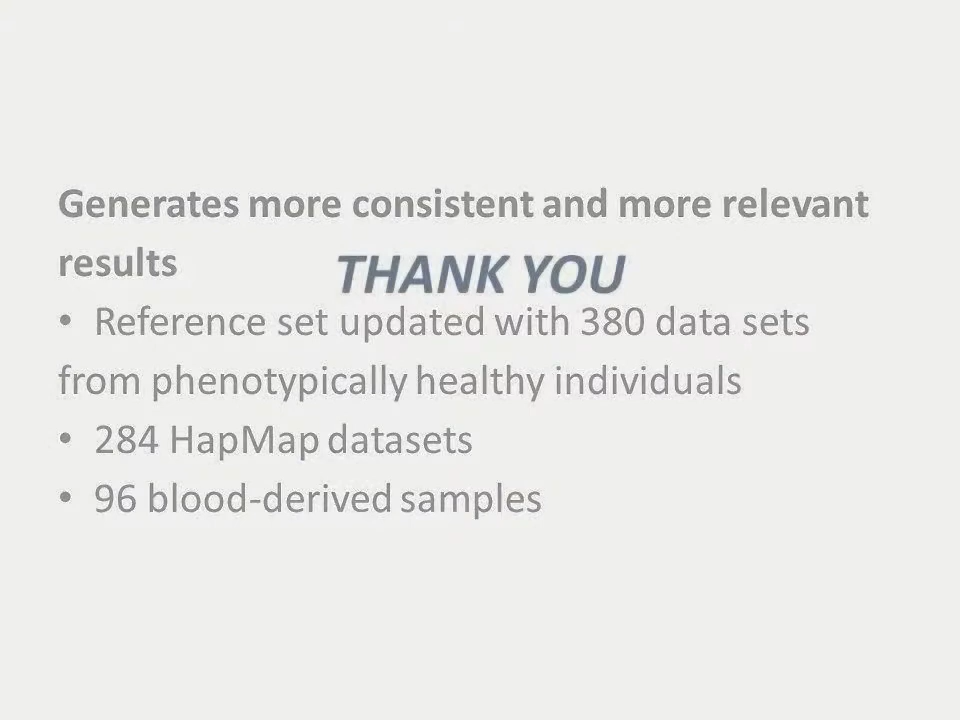 Generates more consistent and more relevant
results
THANK YOU
• Reference set updated with 380 data sets
from phenotypically healthy individuals
• 284 HapMap datasets
• 96 blood-derived samples